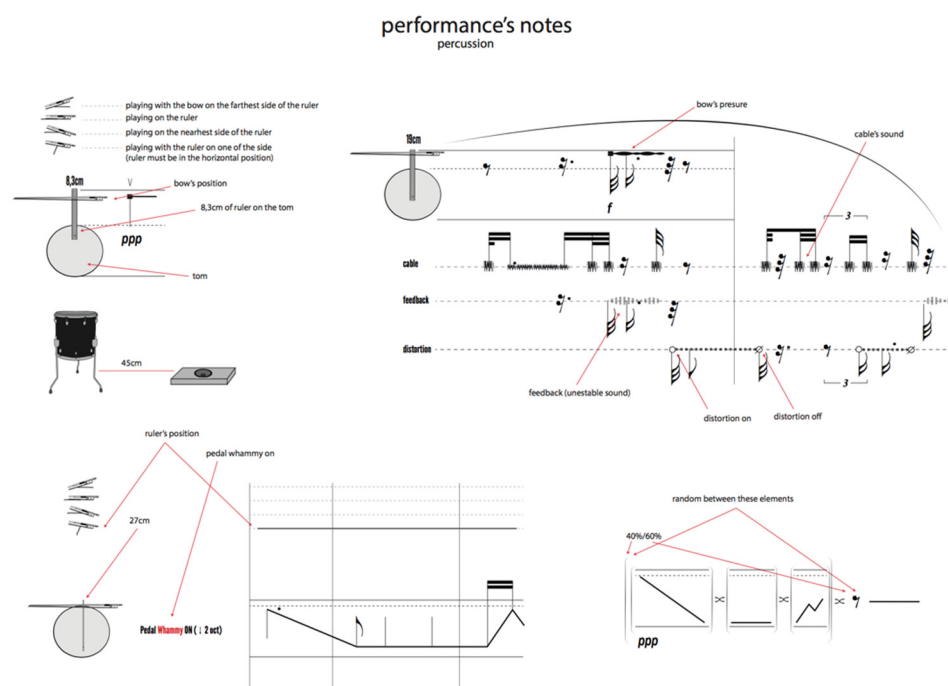 performance's notes
percussion
playing with the bow on the farthest side of the ruler
playing on the ruler
playing on the nearhest side of the ruler
playing with the ruler on one of the side
(ruler must be in the horizontal position)
8,3cm
V
bow's position
8,3cm of ruler on the tom
ppp
tom
45cm
bow's presure
19cm
cable's sound
f
3
cable
feedback
distortion
3
feedback (unestable sound)
distortion on
distortion off
ruler's position
pedal whammy on
27cm
Pedal Whammy ON ( ↓ 2 oct)
random between these elements
40%/60%
ppp